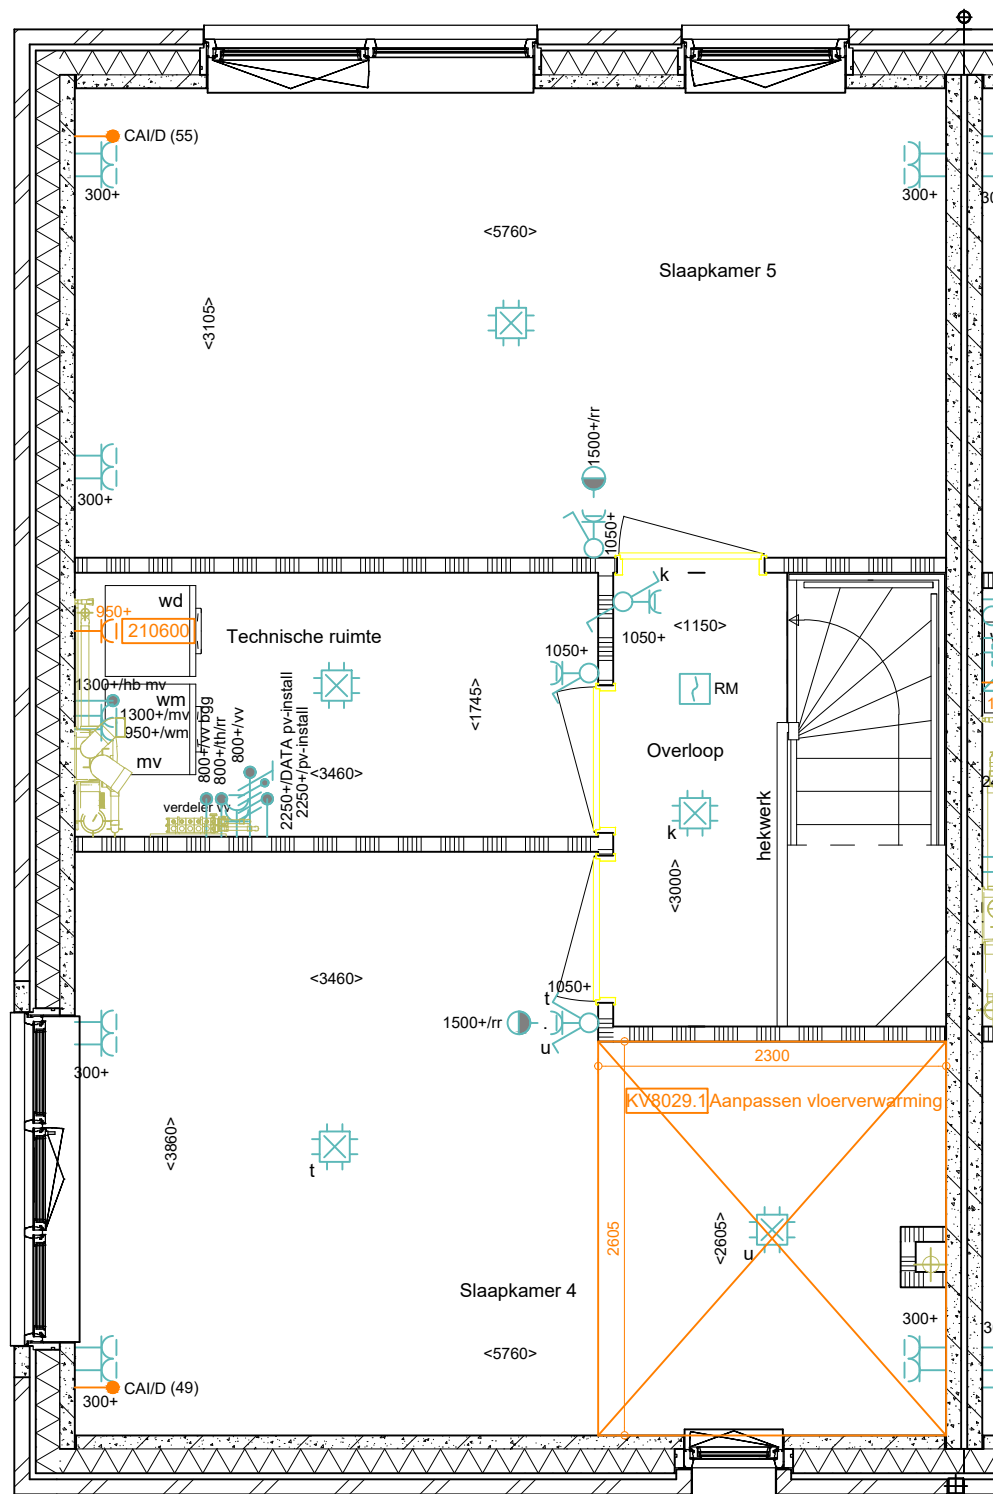 CAI/D (55)
300+
300+
30
<5760>
Slaapkamer 5
<3105>
1500+/rr
300+
1050+
k
wd
950+
210600
Technische ruimte
1050+
<1150>
1050+
1300+/hb mv
RM
wm
1300+/mv
950+/wm
<1745>
mv
800+/vv bgg
800+/th/rr
800+/vv
2250+/DATA pv-install
2250+/pv-install
<3460>
Overloop
verdeler vv
k
hekwerk
<3000>
<3460>
1050+
t
1500+/rr
u
300+
2300
KV8029.1 Aanpassen vloerverwarming
<3860>
t
2605
<2605>
u
Slaapkamer 4
300+
<5760>
CAI/D (49)
300+